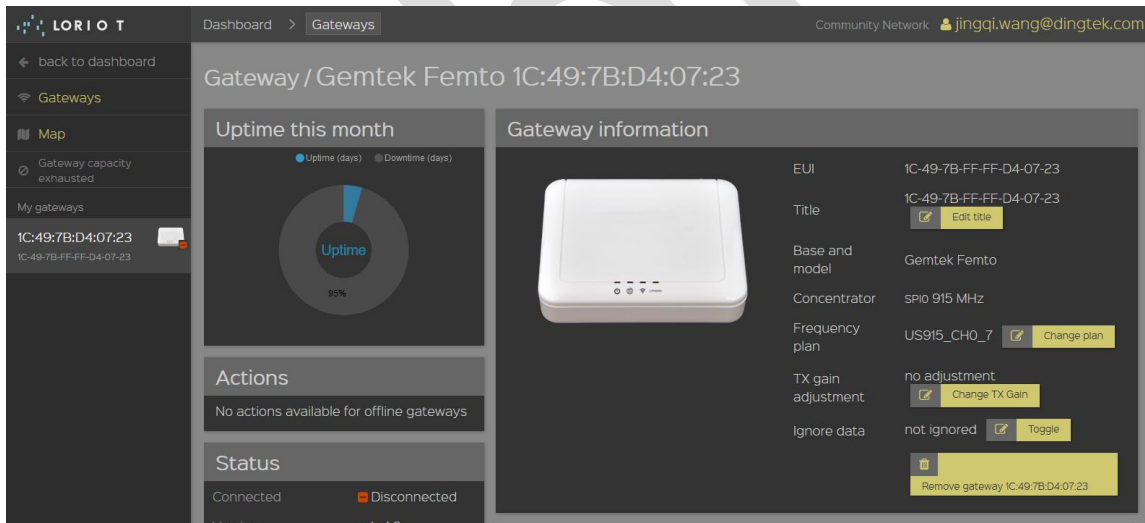 LORIOT
Dashboard > Gateways
Community Network jingqi.wang@dingtek.com
back to dashboard
Gateways
Map
Gateway capacity
exhausted
My gateways
1C:49:7B:D4:07:23
1C-49-7B-FF-FF-D4-07-23
Gateway / Gemtek Femto 1C:49:7B:D4:07:23
Uptime this month
Uptime (days) Downtime (days)
Uptime
95%
Actions
No actions available for offline gateways
Status
Connected Disconnected
Gateway information
EUI 1C-49-7B-FF-FF-D4-07-23
Title 1C-49-7B-FF-FF-D4-07-23
Edit title
Base and
model Gemtek Femto
Concentrator SPI0 915 MHz
Frequency
plan US915_CH0_7 Change plan
TX gain
adjustment no adjustment
Change TX Gain
Ignore data not ignored Toggle
Remove gateway 1C:49:7B:D4:07:23